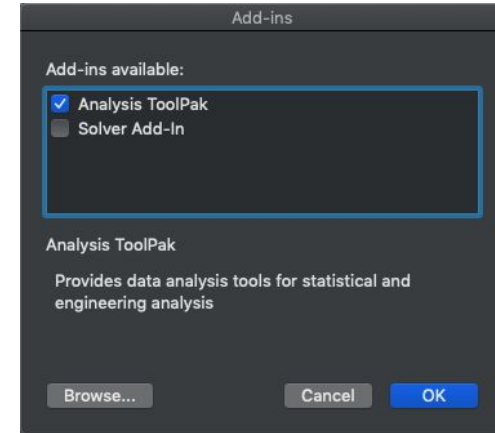 Add-ins
Add-ins available:
Analysis ToolPak
Solver Add-In
Analysis ToolPak
Provides data analysis tools for statistical and
engineering analysis
Browse...
Cancel
OK